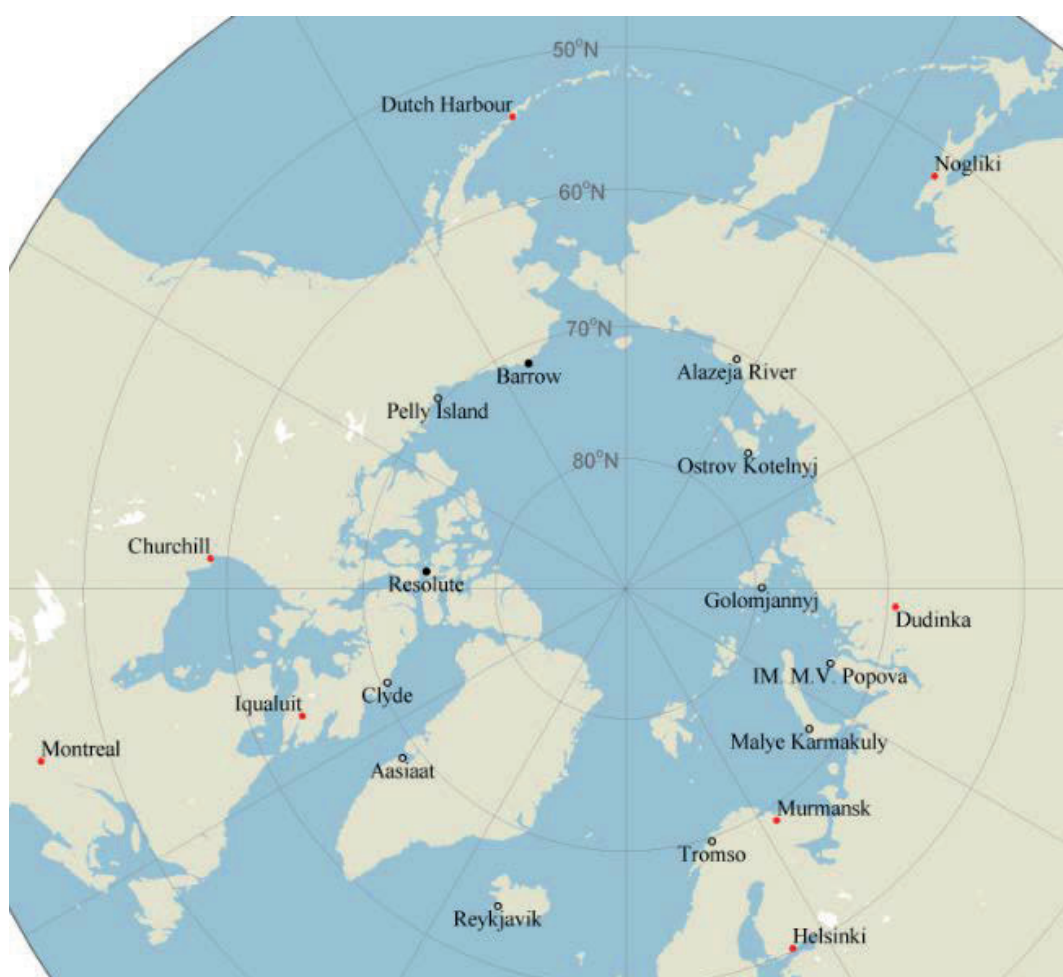 50°N
Dutch Harbour
Nogliki
60°N
70°N
Barrow
Alazeja River
Pelly Island
80°N
Ostrov Kotelnyj
Churchill
Resolute
Golomjannyj
Dudinka
IM. M.V. Popova
Clyde
Iqualuit
Malye Karmakuly
Montreal
Aasiaat
Murmansk
Tromso
Reykjavik
Helsinki